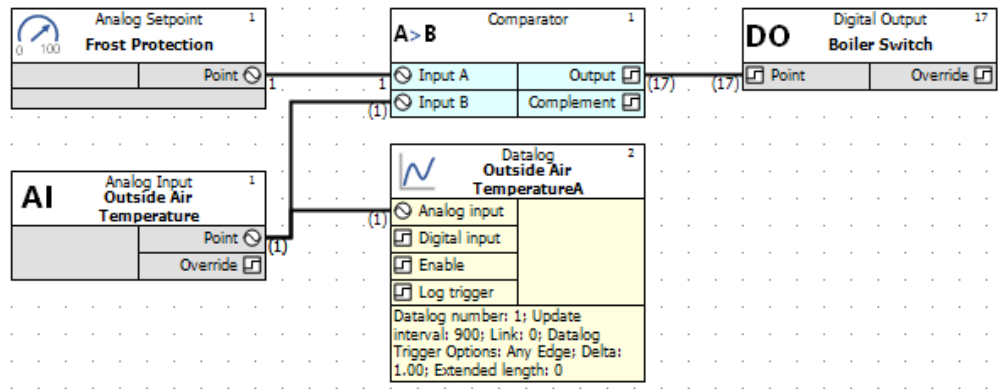 Analog Setpoint 1
Frost Protection
0 100
Point
1
Comparator 1
A>B
1 Input A Output (17)
(1) Input B Complement
Digital Output 17
DO Boiler Switch
(17) Point Override
Analog Input 1
AI Outside Air
Temperature
Point (1)
Override
Datalog 2
Outside Air
TemperatureA
(1) Analog input
Digital input
Enable
Log trigger
Datalog number: 1; Update
interval: 900; Link: 0; Datalog
Trigger Options: Any Edge; Delta:
1.00; Extended length: 0